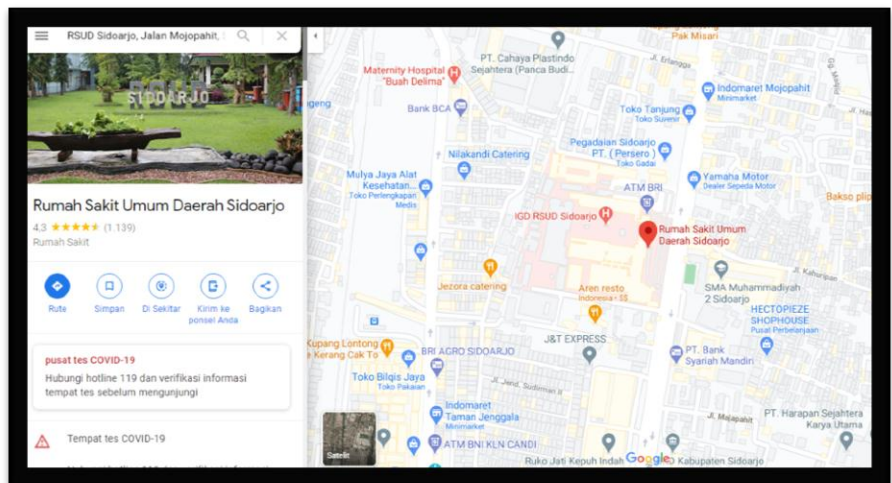 RSUD Sidoarjo, Jalan Mojopahit,
SIDOARJO
Rumah Sakit Umum Daerah Sidoarjo
4,3 (1.139)
Rumah Sakit
Rute
Simpan
Di Sekitar
Kirim ke
ponsel Anda
Bagikan
pusat tes COVID-19
Hubungi hotline 119 dan verifikasi informasi
tempat tes sebelum mengunjungi
Tempat tes COVID-19
Satelit
Pak Misari
PT. Cahaya Plastindo
Sejahtera (Panca Budi...
J. Erlangga
Maternity Hospital
"Buah Delima"
Indomaret Mojopahit
Minimarket
Bank BCA
Toko Tanjung
Toko Suvenir
Nilakandi Catering
Pegadaian Sidoarjo
PT. ( Persero )
Toko Gadai
Mulya Jaya Alat
Kesehatan...
Toko Perlengkapan
Medis
Yamaha Motor
Dealer Sepeda Motor
ATM BRI
Bakso plip
IGD RSUD Sidoarjo
Rumah Sakit Umum
Daerah Sidoarjo
Jezora catering
Aren resto
Indonesia • $$
SMA Muhammadiyah
2 Sidoarjo
JL. Kahuripan
HECTOPIEZE
SHOPHOUSE
Pusat Perbelanjaan
Kupang Lontong
Kerang Cak To
BRI AGRO SIDOARJO
J&T EXPRESS
PT. Bank
Syariah Mandiri
Toko Bilqis Jaya
Toko Pakaian
JL. Jend. Sudirman
Indomaret
Taman Jenggala
Minimarket
JL. Majapahit
PT. Harapan Sejahtera
Karya Utama
ATM BNI KLN CANDI
Ruko Jati Kepuh Indah
Google
Kabupaten Sidoarjo